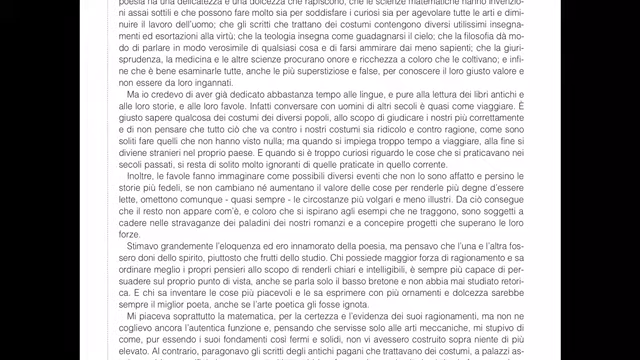 poesia ha una delicatezza e una dolcezza che rapiscono, che le scienze matematiche hanno invenzio-
ni assai sottili e che possono fare molto sia per soddisfare i curiosi sia per agevolare tutte le arti e dimi-
nuire il lavoro dell'uomo; che gli scritti che trattano dei costumi contengono diversi utilissimi insegna-
menti ed esortazioni alla virtù; che la teologia insegna come guadagnarsi il cielo; che la filosofia dà mo-
do di parlare in modo verosimile di qualsiasi cosa e di farsi ammirare dai meno sapienti; che la giuri-
sprudenza, la medicina e le altre scienze procurano onore e ricchezza a coloro che le coltivano; e infi-
ne che è bene esaminarle tutte, anche le più superstiziose e false, per conoscere il loro giusto valore e
non essere da loro ingannati.
Ma io credevo di aver già dedicato abbastanza tempo alle lingue, e pure alla lettura dei libri antichi e
alle loro storie, e alle loro favole. Infatti conversare con uomini di altri secoli è quasi come viaggiare. È
giusto sapere qualcosa dei costumi dei diversi popoli, allo scopo di giudicare i nostri più correttamente
e di non pensare che tutto ciò che va contro i nostri costumi sia ridicolo e contro ragione, come sono
soliti fare quelli che non hanno visto nulla; ma quando si impiega troppo tempo a viaggiare, alla fine si
diviene stranieri nel proprio paese. E quando si è troppo curiosi riguardo le cose che si praticavano nei
secoli passati, si resta di solito molto ignoranti di quelle praticate in quello corrente.
Inoltre, le favole fanno immaginare come possibili diversi eventi che non lo sono affatto e persino le
storie più fedeli, se non cambiano né aumentano il valore delle cose per renderle più degne d'essere
lette, omettono comunque - quasi sempre - le circostanze più volgari e meno illustri. Da ciò consegue
che il resto non appare com'è, e coloro che si ispirano agli esempi che ne traggono, sono soggetti a
cadere nelle stravaganze dei paladini dei nostri romanzi e a concepire progetti che superano le loro
forze.
Stimavo grandemente l'eloquenza ed ero innamorato della poesia, ma pensavo che l'una e l'altra fos-
sero doni dello spirito, piuttosto che frutti dello studio. Chi possiede maggior forza di ragionamento e sa
ordinare meglio i propri pensieri allo scopo di renderli chiari e intelligibili, è sempre più capace di per-
suadere sul proprio punto di vista, anche se parla solo il basso bretone e non abbia mai studiato retori-
ca. E chi sa inventare le cose più piacevoli e le sa esprimere con più ornamenti e dolcezza sarebbe
sempre il miglior poeta, anche se l'arte poetica gli fosse ignota.
Mi piaceva soprattutto la matematica, per la certezza e l'evidenza dei suoi ragionamenti, ma non ne
coglievo ancora l'autentica funzione e, pensando che servisse solo alle arti meccaniche, mi stupivo di
come, pur essendo i suoi fondamenti così fermi e solidi, non vi avessero costruito sopra niente di più
elevato. Al contrario, paragonavo gli scritti degli antichi pagani che trattavano dei costumi, a palazzi as-